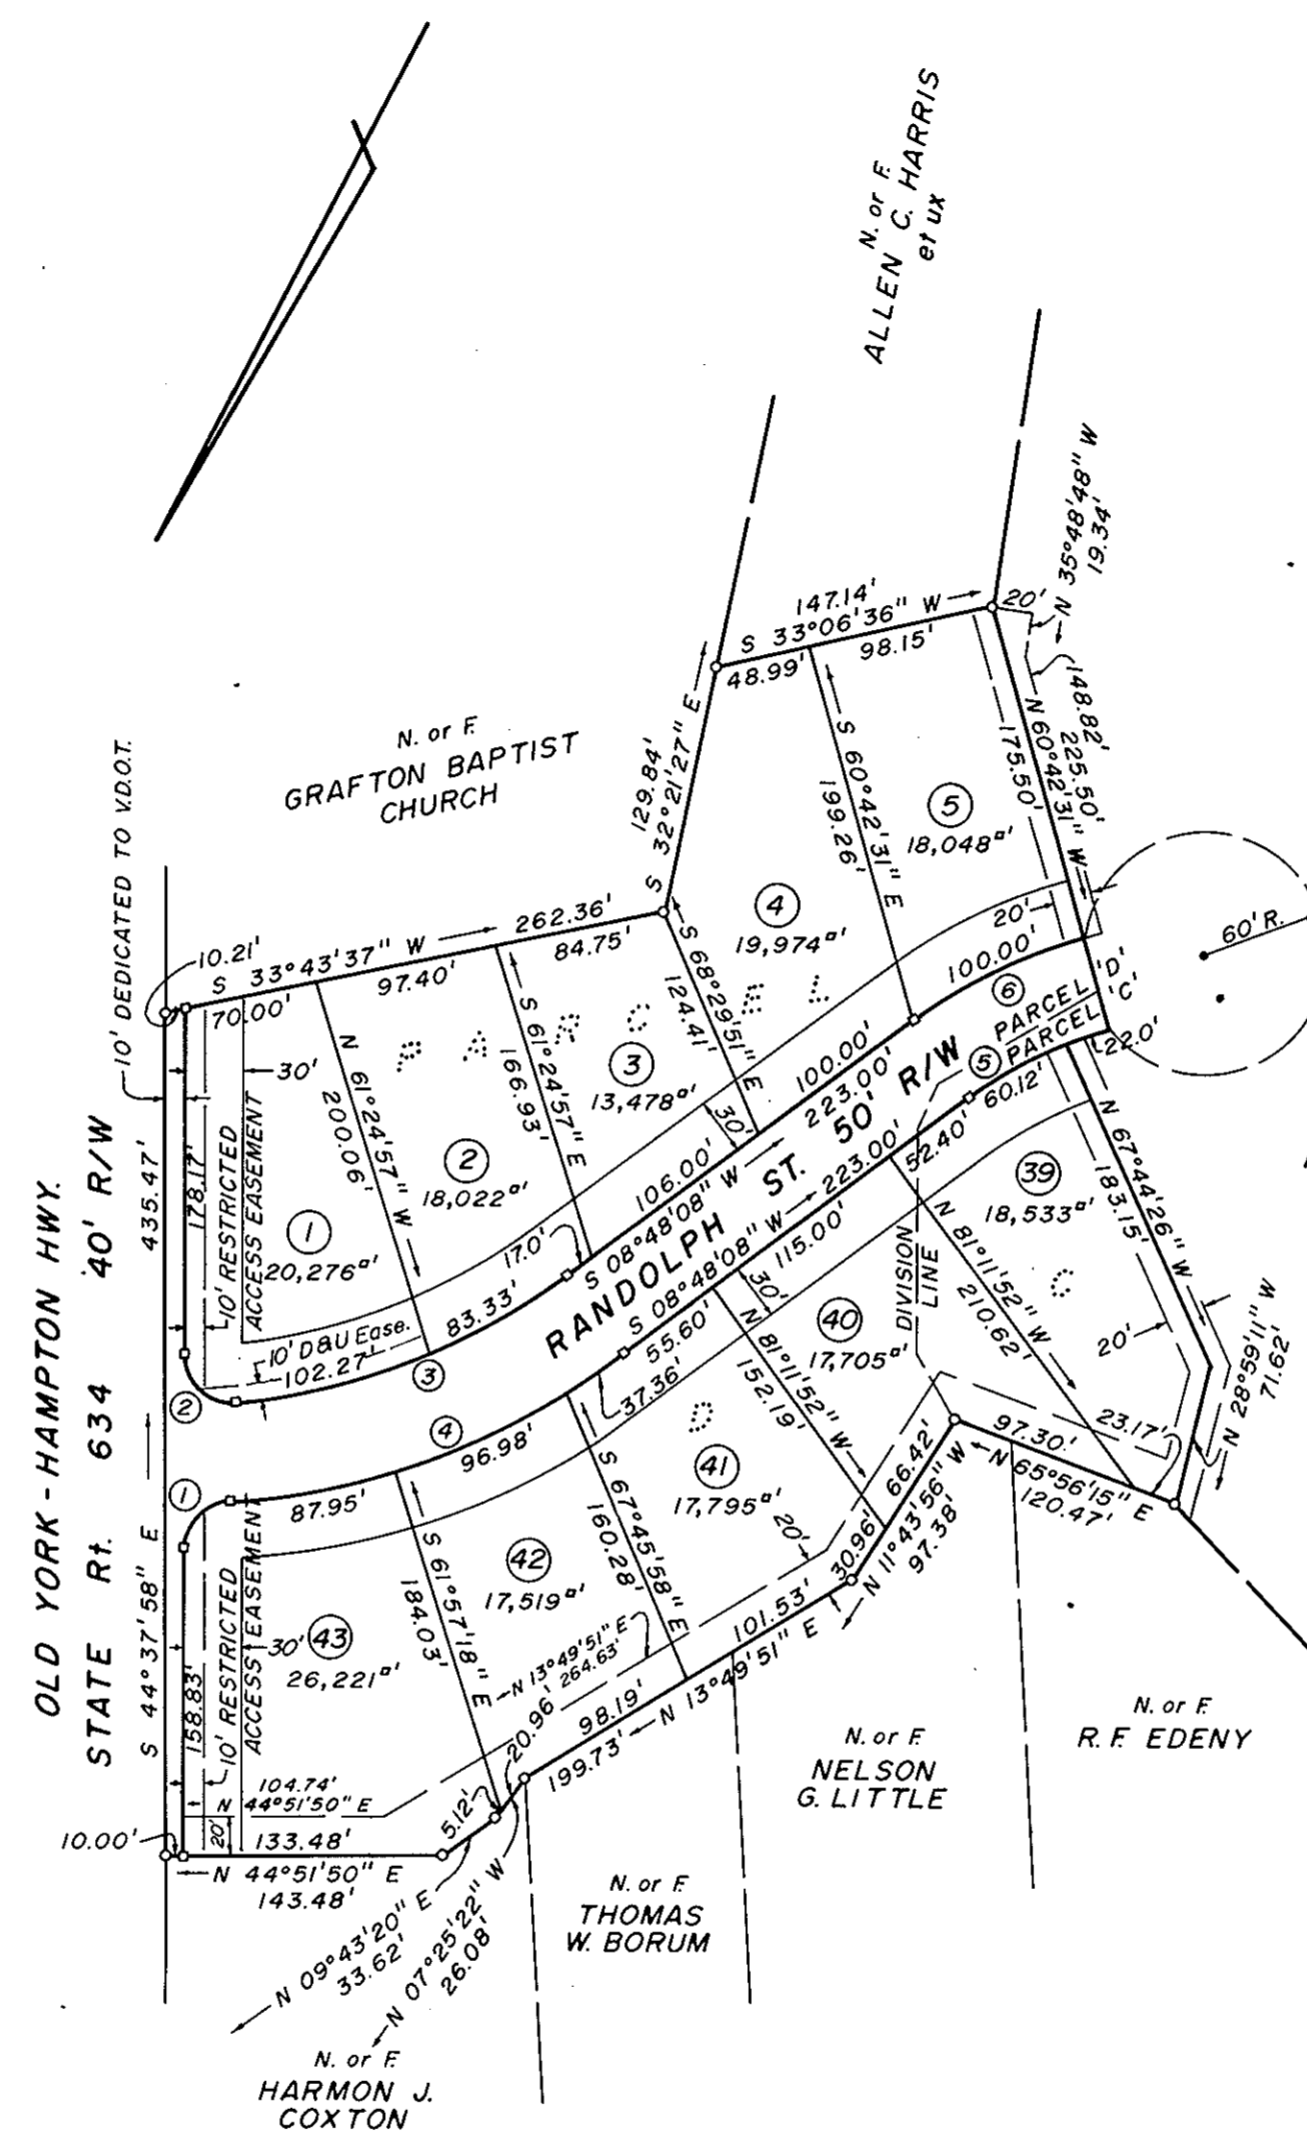 N. or F.
ALLEN C. HARRIS
et ux
N 35°48'48" W
19.34'
20'
147.14'
S 33°06'36" W
48.99'
98.15'
148.82'
225.50'
N 60°42'31" W
175.50'
S 60°42'31" E
199.26'
5
18,048□'
20'
60' R.
N. or F.
GRAFTON BAPTIST
CHURCH
129.84'
S 32°21'27" E
4
19,974□'
100.00'
6
PARCEL 'D'
PARCEL 'C'
22.0'
10' DEDICATED TO V.D.O.T.
10.21'
262.36'
S 33°43'37" W
70.00'
97.40'
84.75'
S 68°29'51" E
124.41'
PARCEL
30'
N 61°24'57" W
200.06'
S 61°24'57" E
166.93'
3
13,478□'
30'
100.00'
223.00'
50' R/W
5
60.12'
2
18,022□'
106.00'
S 08°48'08" W
RANDOLPH ST.
17.0'
1
20,276□'
10' RESTRICTED
ACCESS EASEMENT
178.17'
435.47'
OLD YORK-HAMPTON HWY.
STATE Rt. 634 40' R/W
S 44°37'58" E
10' D&U Ease.
102.27'
83.33'
3
2
1
4
S 08°48'08" W
223.00'
52.40'
115.00'
55.60'
37.36'
30'
96.98'
87.95'
39
18,533□'
N 67°44'26" W
183.15'
N 81°11'52" W
210.62'
C
20'
DIVISION
LINE
40
17,705□'
N 81°11'52" W
152.19'
D
N 28°59'11" W
71.62'
23.17'
97.30'
N 65°56'15" E
120.47'
66.42'
N 11°43'56" W
97.38'
30.96'
41
17,795□'
20'
S 67°45'58" E
160.28'
42
17,519□'
S 61°57'18" E
184.03'
101.53'
N 13°49'51" E
N 13°49'51" E
264.63'
98.19'
199.73'
20.96'
43
26,221□'
30'
10' RESTRICTED
ACCESS EASEMENT
158.83'
104.74'
N 44°51'50" E
20'
133.48'
N 44°51'50" E
143.48'
10.00'
5.12'
N 09°43'20" E
33.62'
N 07°25'22" W
26.08'
N. or F.
R. F. EDENY
N. or F.
NELSON
G. LITTLE
N. or F.
THOMAS
W. BORUM
N. or F.
HARMON J.
COXTON